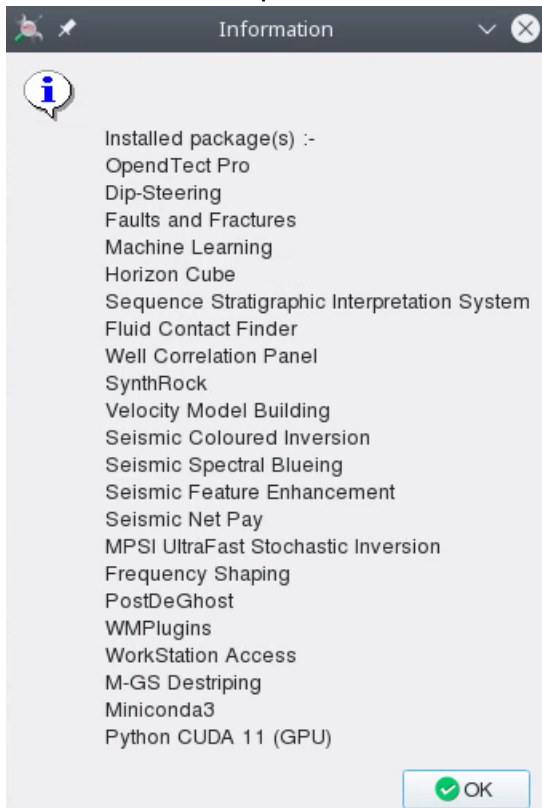 Information
Installed package(s) :-
OpendTect Pro
Dip-Steering
Faults and Fractures
Machine Learning
Horizon Cube
Sequence Stratigraphic Interpretation System
Fluid Contact Finder
Well Correlation Panel
SynthRock
Velocity Model Building
Seismic Coloured Inversion
Seismic Spectral Blueing
Seismic Feature Enhancement
Seismic Net Pay
MPSI UltraFast Stochastic Inversion
Frequency Shaping
PostDeGhost
WMPlugins
WorkStation Access
M-GS Destriping
Miniconda3
Python CUDA 11 (GPU)
OK